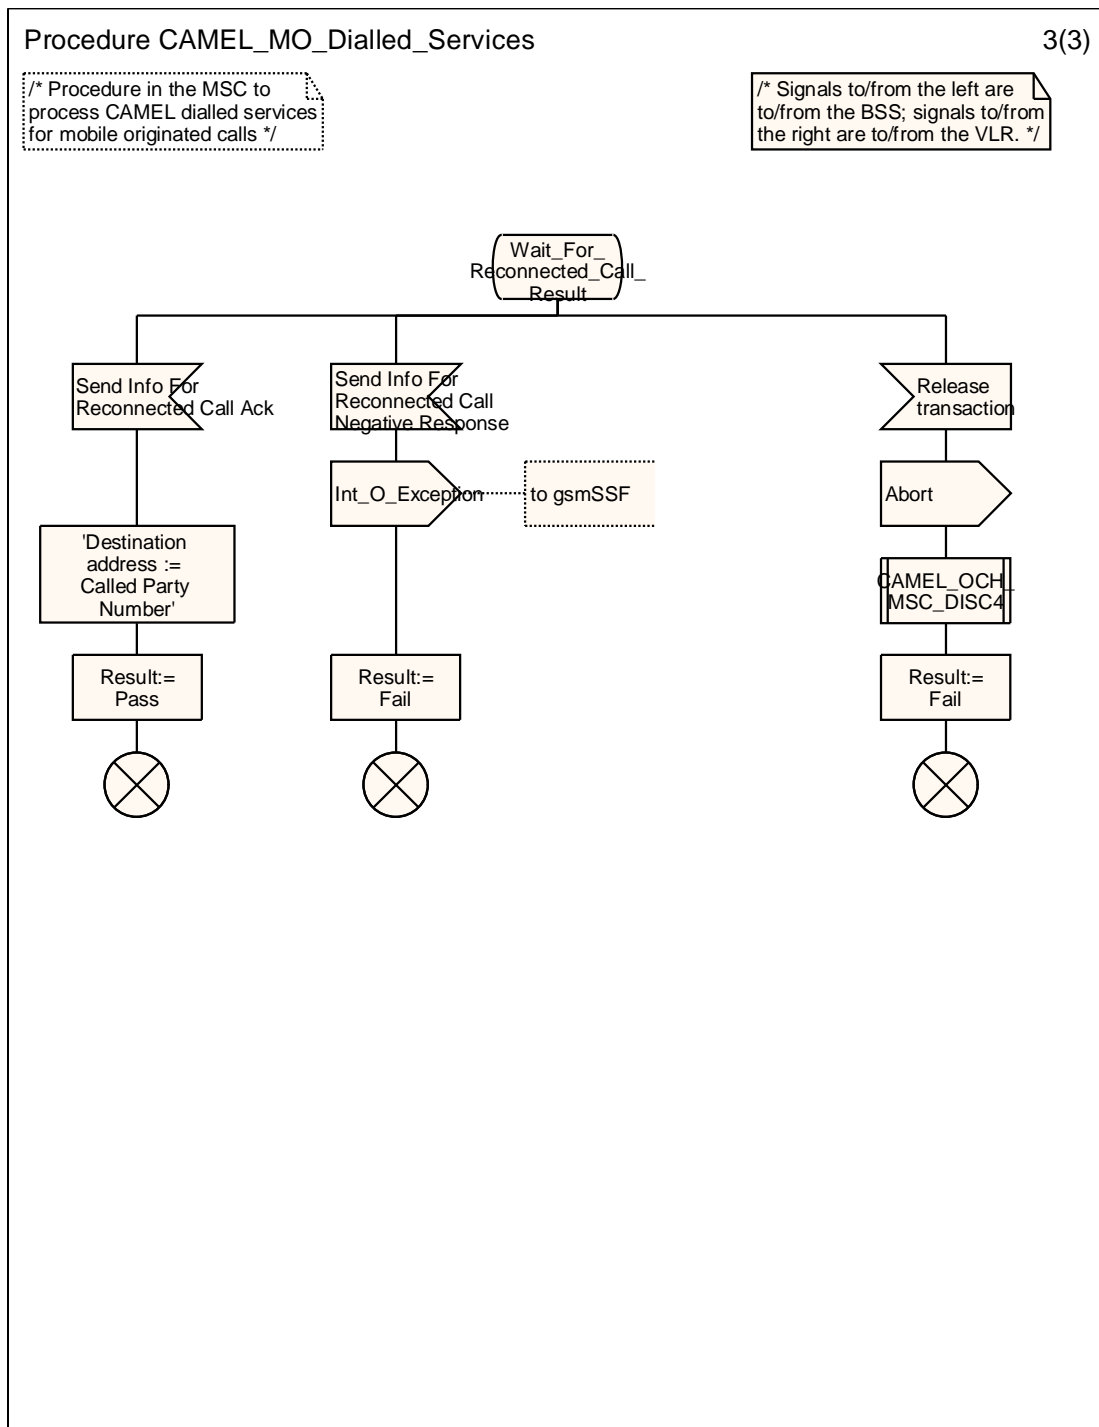 Procedure CAMEL_MO_Dialled_Services
3(3)
/* Procedure in the MSC to
process CAMEL dialled services
for mobile originated calls */
/* Signals to/from the left are
to/from the BSS; signals to/from
the right are to/from the VLR. */
Wait_For_
Reconnected_Call_
Result
Send Info For
Reconnected Call Ack
Send Info For
Reconnected Call
Negative Response
Release
transaction
Int_O_Exception
to gsmSSF
Abort
'Destination
address :=
Called Party
Number'
CAMEL_OCH_
MSC_DISC4
Result:=
Pass
Result:=
Fail
Result:=
Fail